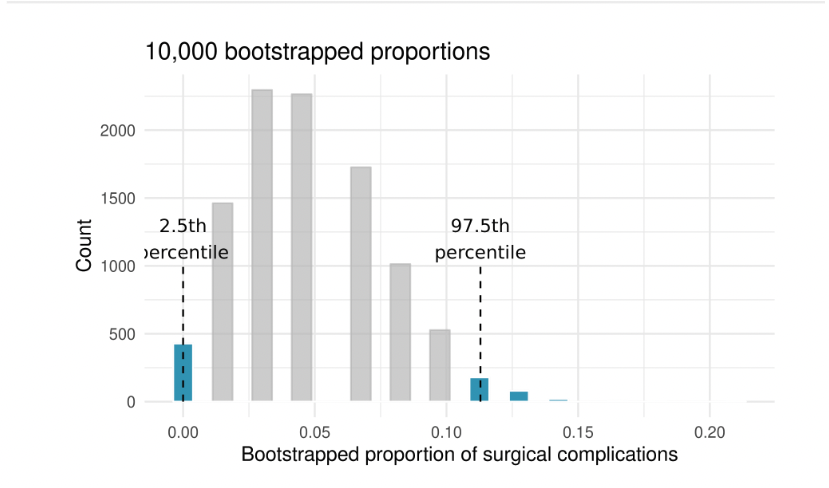 10,000 bootstrapped proportions
2000
1500
1000
500
0
Count
2.5th
percentile
97.5th
percentile
0.00
0.05
0.10
0.15
0.20
Bootstrapped proportion of surgical complications